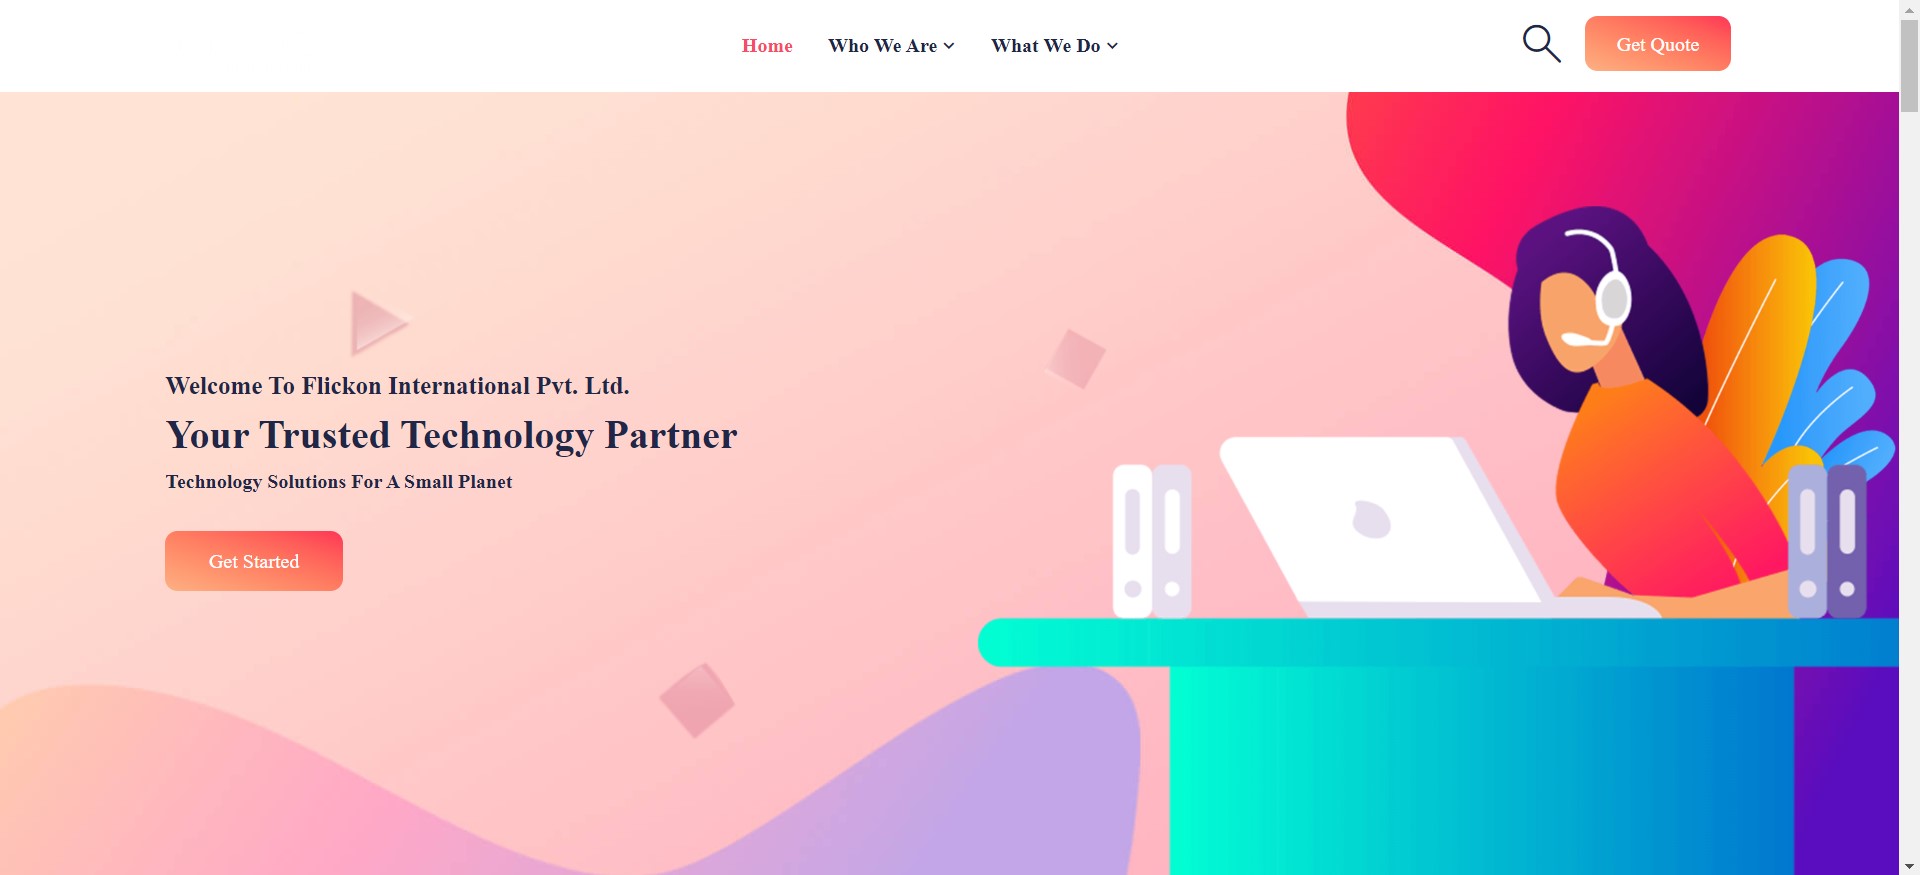 Home Who We Are What We Do Get Quote
Welcome To Flickon International Pvt. Ltd.
Your Trusted Technology Partner
Technology Solutions For A Small Planet
Get Started